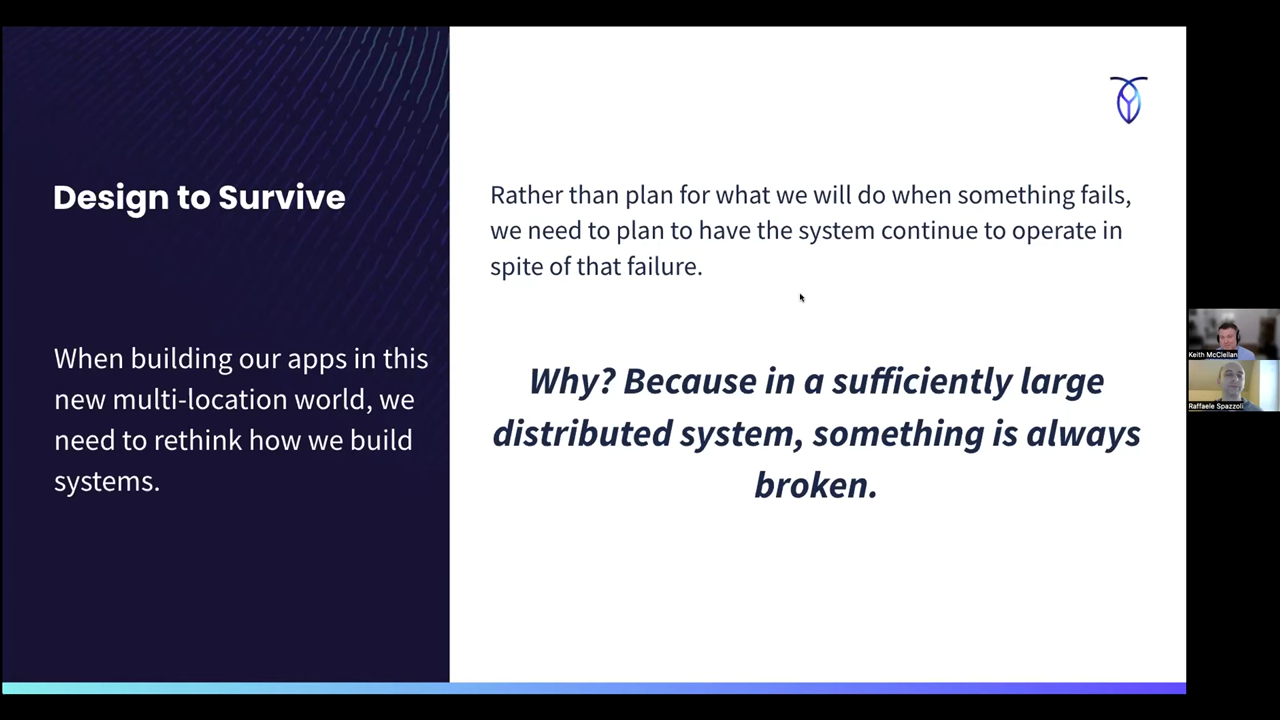 Design to Survive
When building our apps in this
new multi-location world, we
need to rethink how we build
systems.
Rather than plan for what we will do when something fails,
we need to plan to have the system continue to operate in
spite of that failure.
Why? Because in a sufficiently large
distributed system, something is always
broken.
Keith McClellan
Raffaele Spazzoli